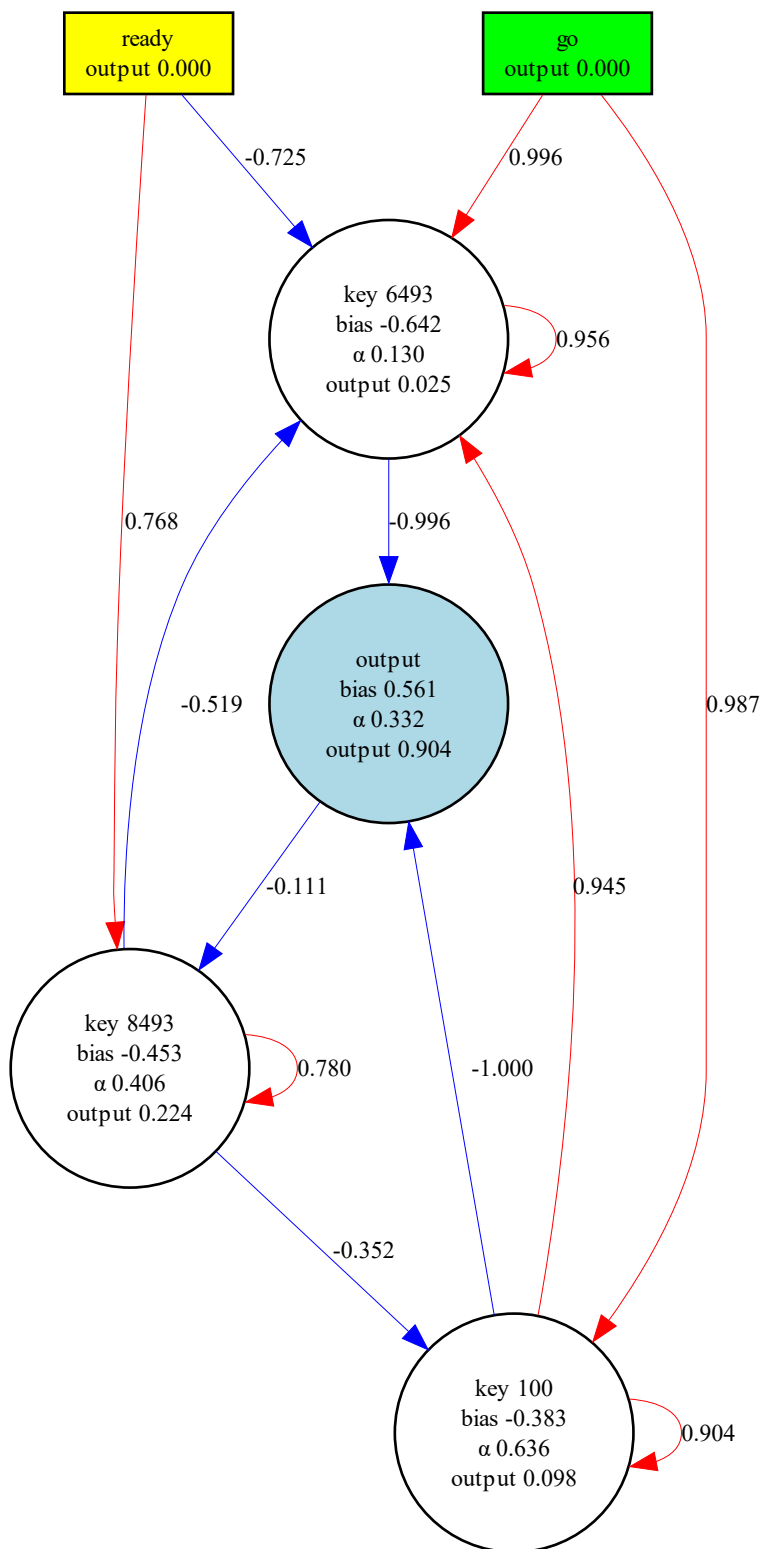 ready
output 0.000
go
output 0.000
-0.725
0.996
key 6493
bias -0.642
α 0.130
output 0.025
0.956
0.768
-0.996
output
bias 0.561
α 0.332
output 0.904
-0.519
0.987
-0.111
0.945
key 8493
bias -0.453
α 0.406
output 0.224
0.780
-1.000
-0.352
key 100
bias -0.383
α 0.636
output 0.098
0.904